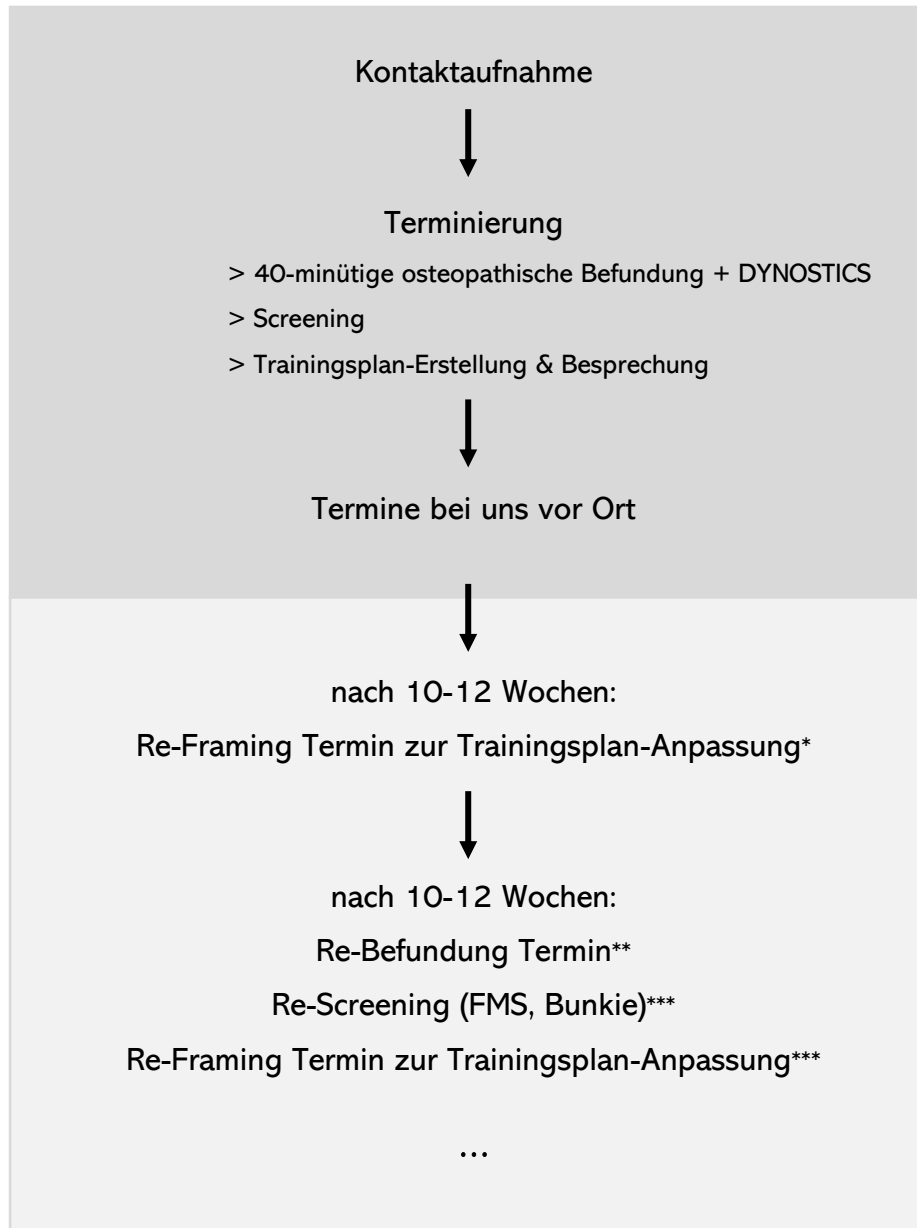 Kontaktaufnahme
Terminierung
> 40-minütige osteopathische Befundung + DYNOSTICS
> Screening
> Trainingsplan-Erstellung & Besprechung
Termine bei uns vor Ort
nach 10-12 Wochen:
Re-Framing Termin zur Trainingsplan-Anpassung*
nach 10-12 Wochen:
Re-Befundung Termin**
Re-Screening (FMS, Bunkie)***
Re-Framing Termin zur Trainingsplan-Anpassung***
...